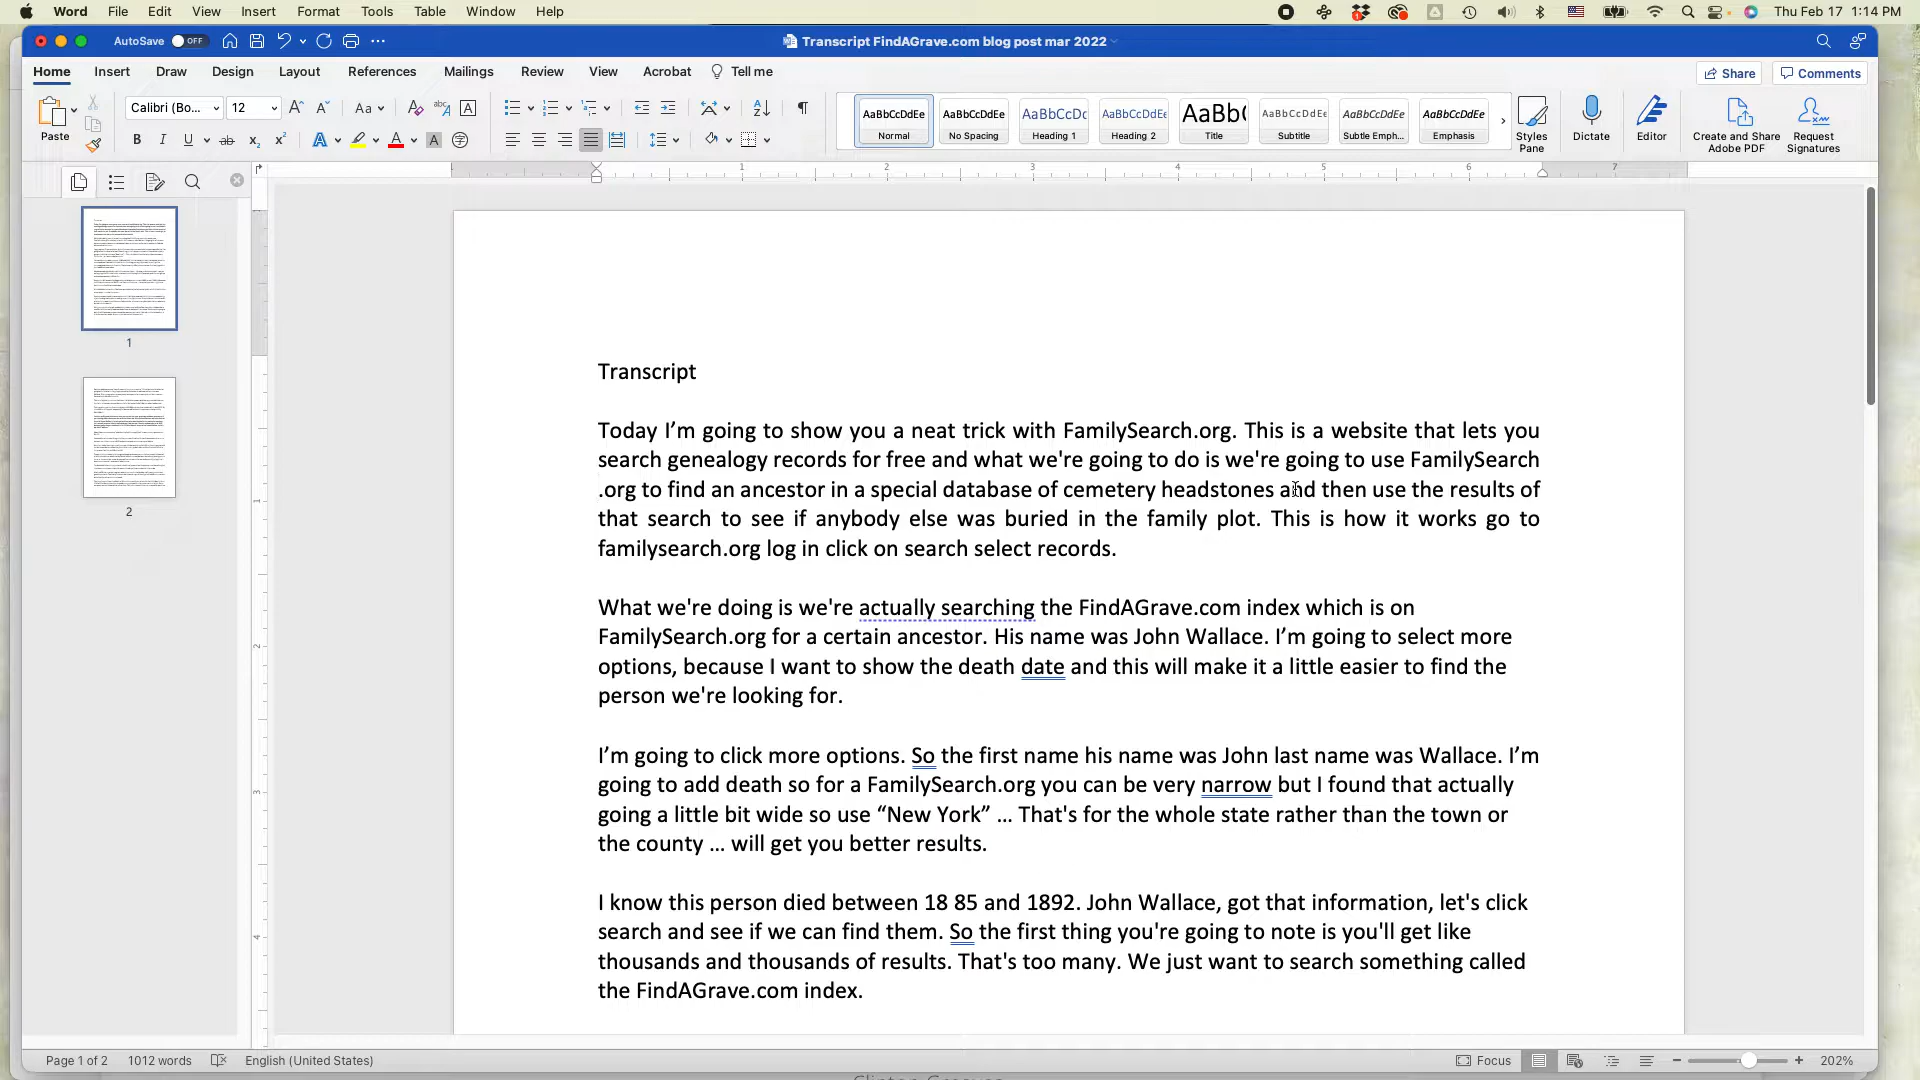 Word File Edit View Insert Format Tools Table Window Help Thu Feb 17 1:14 PM
AutoSave OFF Transcript FindAGrave.com blog post mar 2022
Home Insert Draw Design Layout References Mailings Review View Acrobat Tell me Share Comments
Calibri (Bo... 12 Aa
Paste
AaBbCcDdEe AaBbCcDdEe AaBbCcDc AaBbCcDdE AaBb( AaBbCcDdEe AaBbCcDdEe AaBbCcDdEe
Normal No Spacing Heading 1 Heading 2 Title Subtitle Subtle Emph... Emphasis
Styles Pane Dictate Editor Create and Share Adobe PDF Request Signatures
1 2 3 4 5 6 7
1
2
Transcript
Today I’m going to show you a neat trick with FamilySearch.org. This is a website that lets you
search genealogy records for free and what we're going to do is we're going to use FamilySearch
.org to find an ancestor in a special database of cemetery headstones and then use the results of
that search to see if anybody else was buried in the family plot. This is how it works go to
familysearch.org log in click on search select records.
What we're doing is we're actually searching the FindAGrave.com index which is on
FamilySearch.org for a certain ancestor. His name was John Wallace. I’m going to select more
options, because I want to show the death date and this will make it a little easier to find the
person we're looking for.
I’m going to click more options. So the first name his name was John last name was Wallace. I’m
going to add death so for a FamilySearch.org you can be very narrow but I found that actually
going a little bit wide so use “New York” … That's for the whole state rather than the town or
the county … will get you better results.
I know this person died between 18 85 and 1892. John Wallace, got that information, let's click
search and see if we can find them. So the first thing you're going to note is you'll get like
thousands and thousands of results. That's too many. We just want to search something called
the FindAGrave.com index.
Page 1 of 2 1012 words English (United States) Focus 202%